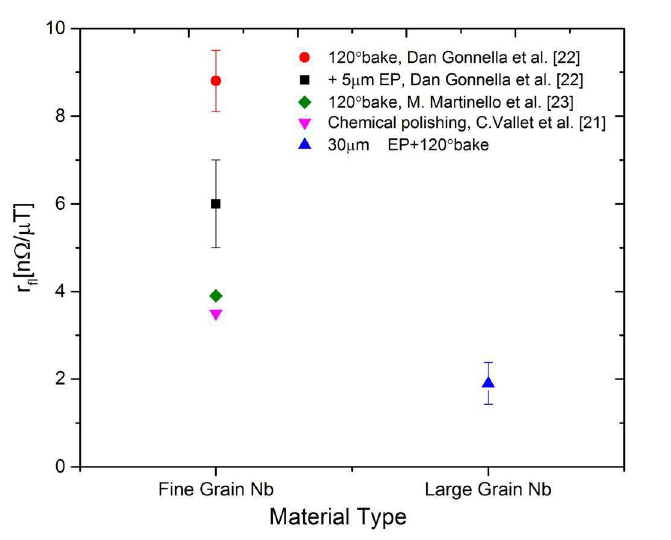 10
8
6
4
2
0
r_fl[nΩ/μT]
120°bake, Dan Gonnella et al. [22]
+ 5μm EP, Dan Gonnella et al. [22]
120°bake, M. Martinello et al. [23]
Chemical polishing, C.Vallet et al. [21]
30μm EP+120°bake
Fine Grain Nb
Large Grain Nb
Material Type